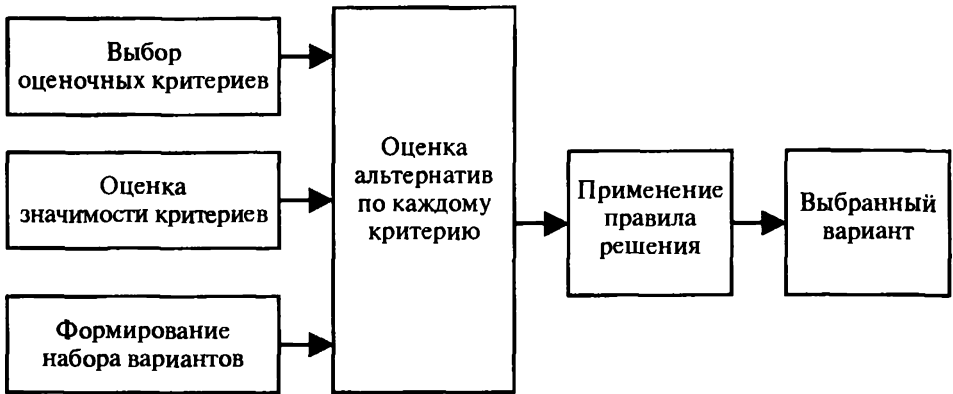 Выбор
оценочных критериев
Оценка
значимости критериев
Формирование
набора вариантов
Оценка
альтернатив
по каждому
критерию
Применение
правила
решения
Выбранный
вариант